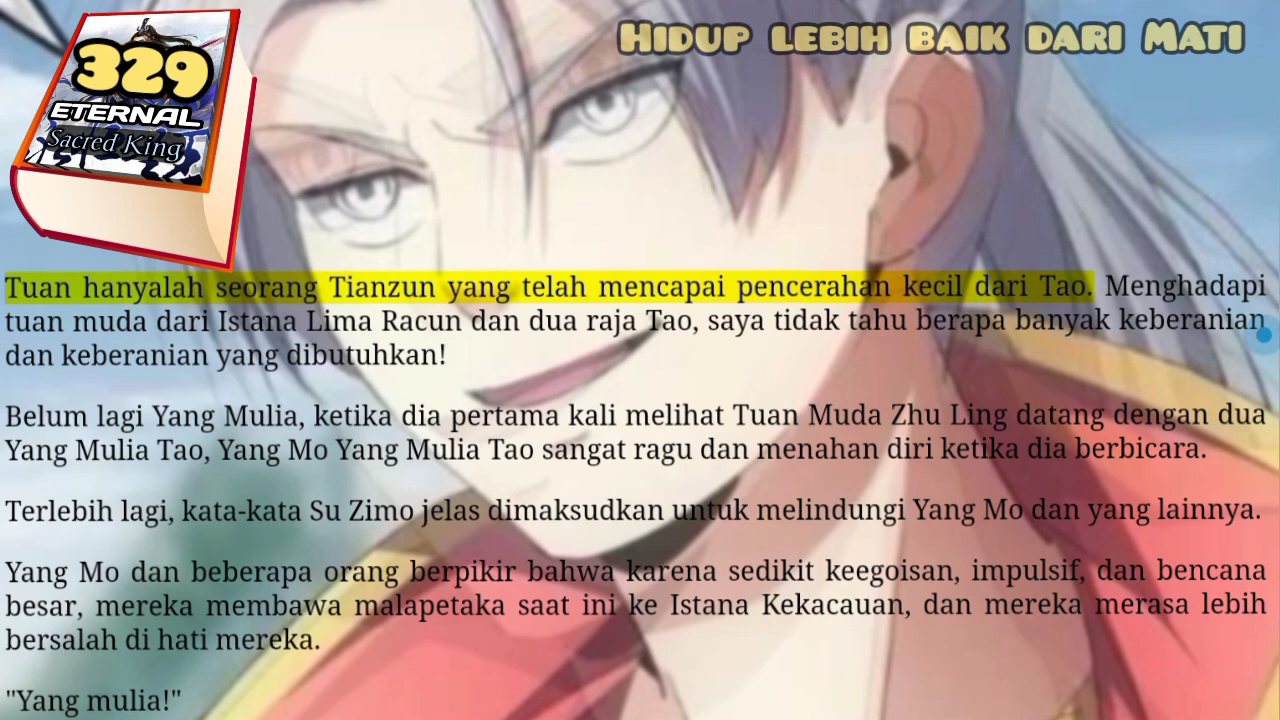 Hidup lebih baik dari Mati
329
ETERNAL
Sacred King
Tuan hanyalah seorang Tianzun yang telah mencapai pencerahan kecil dari Tao. Menghadapi
tuan muda dari Istana Lima Racun dan dua raja Tao, saya tidak tahu berapa banyak keberanian
dan keberanian yang dibutuhkan!
Belum lagi Yang Mulia, ketika dia pertama kali melihat Tuan Muda Zhu Ling datang dengan dua
Yang Mulia Tao, Yang Mo Yang Mulia Tao sangat ragu dan menahan diri ketika dia berbicara.
Terlebih lagi, kata-kata Su Zimo jelas dimaksudkan untuk melindungi Yang Mo dan yang lainnya.
Yang Mo dan beberapa orang berpikir bahwa karena sedikit keegoisan, impulsif, dan bencana
besar, mereka membawa malapetaka saat ini ke Istana Kekacauan, dan mereka merasa lebih
bersalah di hati mereka.
"Yang mulia!"